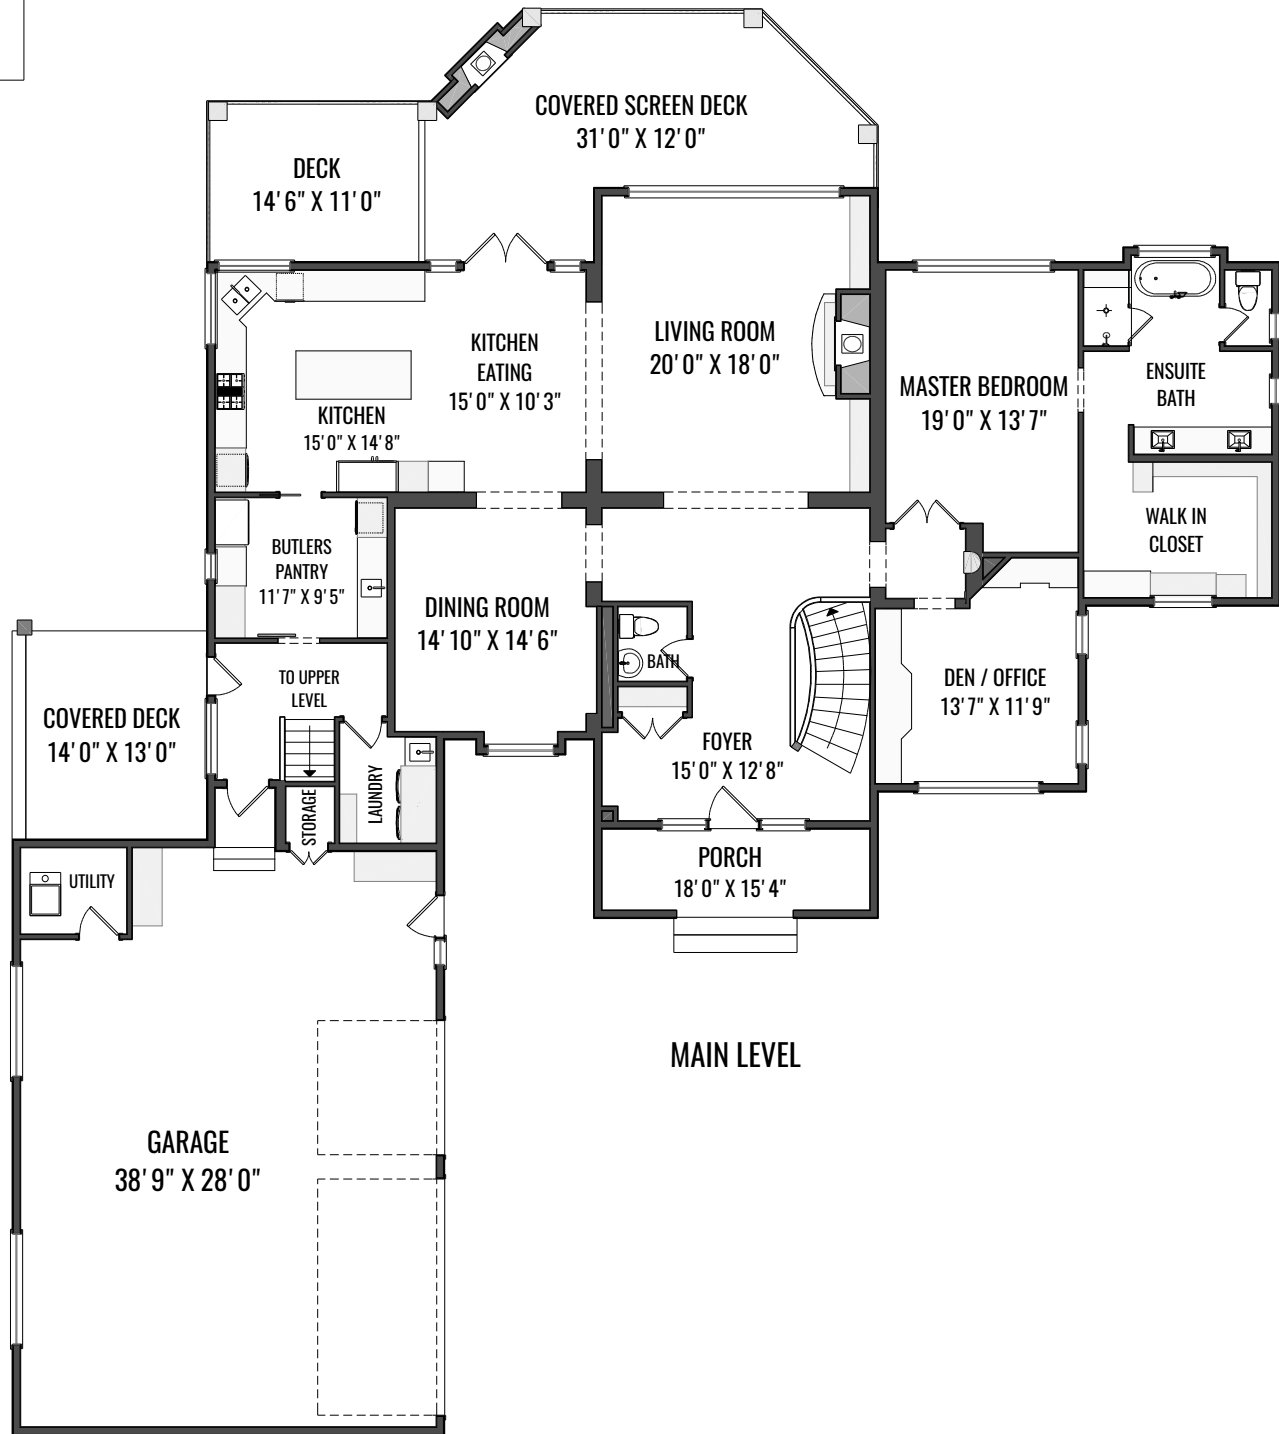 COVERED SCREEN DECK
31'0" X 12'0"
DECK
14'6" X 11'0"
LIVING ROOM
20'0" X 18'0"
KITCHEN
EATING
15'0" X 10'3"
KITCHEN
15'0" X 14'8"
MASTER BEDROOM
19'0" X 13'7"
ENSUITE
BATH
WALK IN
CLOSET
BUTLERS
PANTRY
11'7" X 9'5"
DINING ROOM
14'10" X 14'6"
BATH
TO UPPER
LEVEL
DEN / OFFICE
13'7" X 11'9"
COVERED DECK
14'0" X 13'0"
FOYER
15'0" X 12'8"
LAUNDRY
STORAGE
PORCH
18'0" X 15'4"
UTILITY
MAIN LEVEL
GARAGE
38'9" X 28'0"